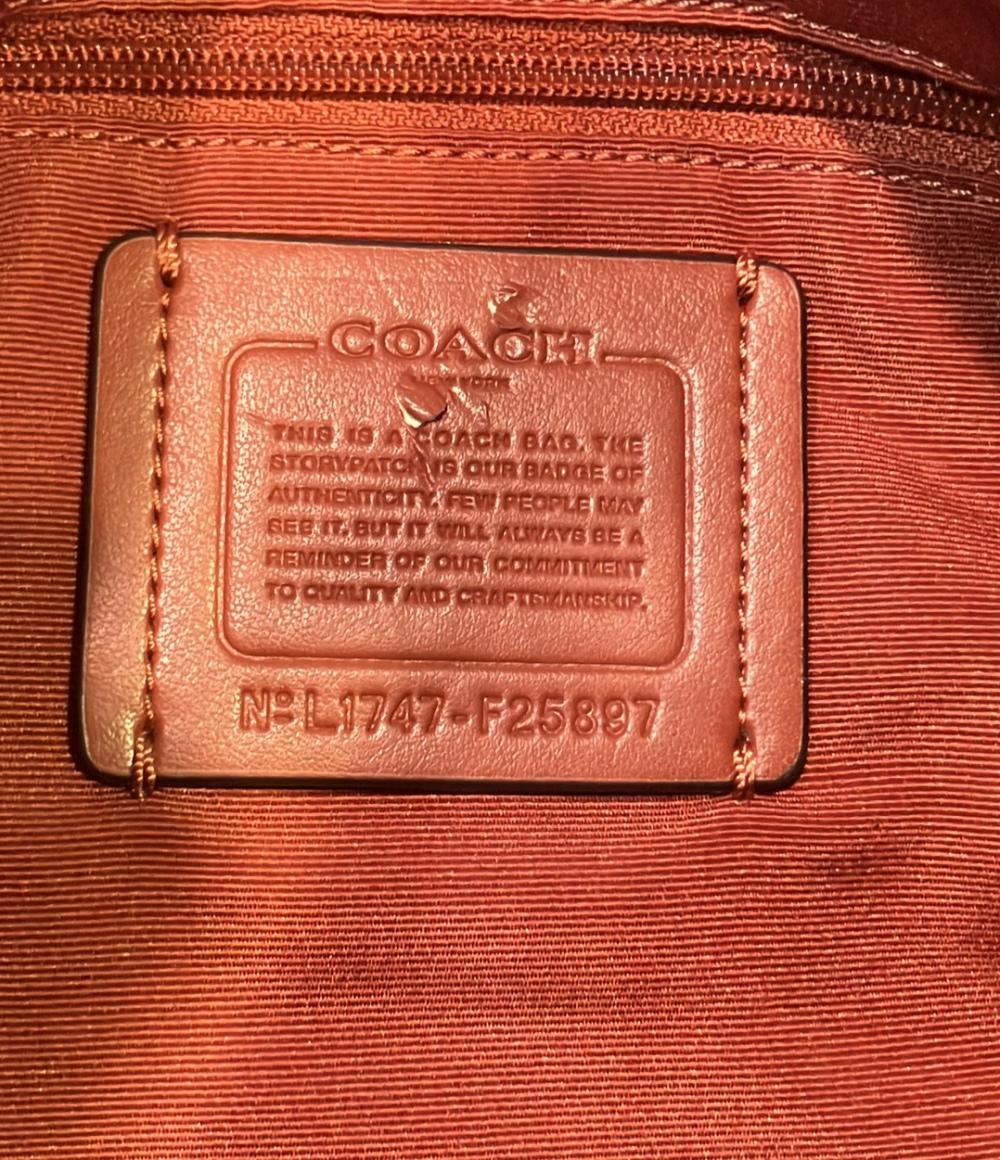 COACH
NEW YORK
THIS IS A COACH BAG. THE
STORYPATCH IS OUR BADGE OF
AUTHENTICITY. FEW PEOPLE MAY
SEE IT. BUT IT WILL ALWAYS BE A
REMINDER OF OUR COMMITMENT
TO QUALITY AND CRAFTSMANSHIP.
Nº L1747-F25897